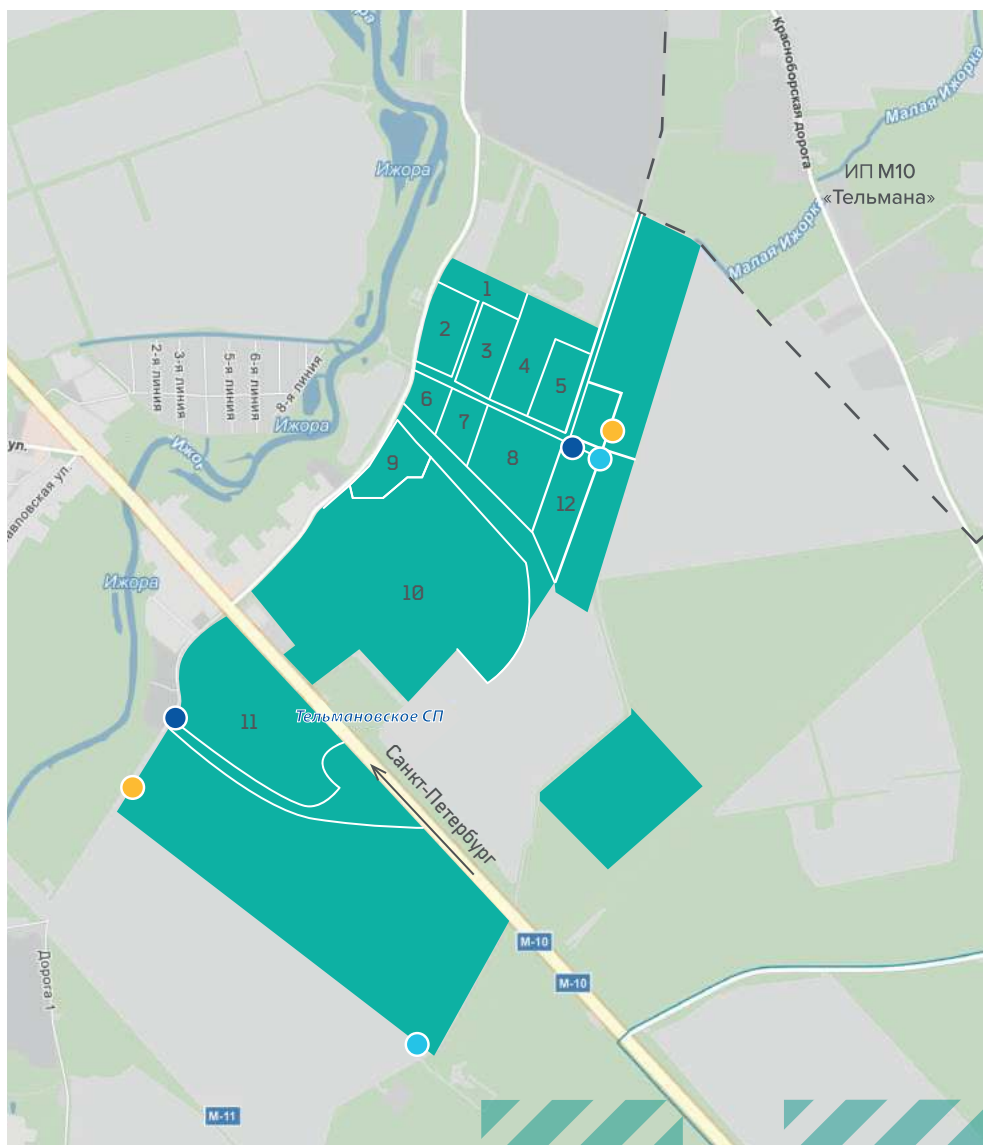 Ижора
Красноборская дорога
Малая Ижорка
ИП М10
«Тельмана»
Малая Ижорка
1
2
3
4
5
6
7
8
9
10
11
12
2-я линия
3-я линия
5-я линия
6-я линия
8-я линия
Ижора
ул.
Ижора
Тельмановское СП
Санкт-Петербург
М-10
М-10
Дорога 1
М-11